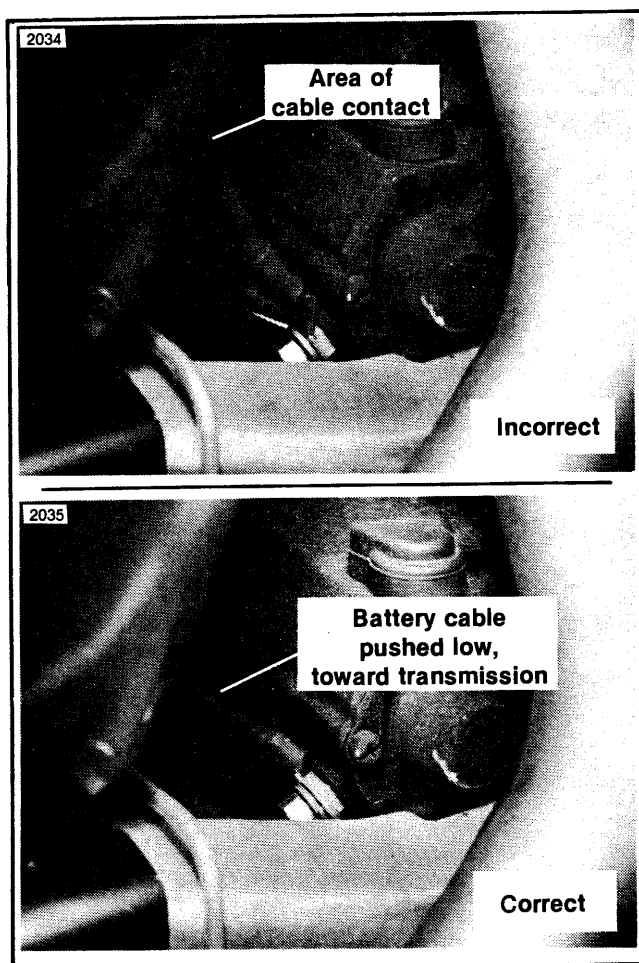 2034
Area of
cable contact
Incorrect
2035
Battery cable
pushed low,
toward transmission
Correct